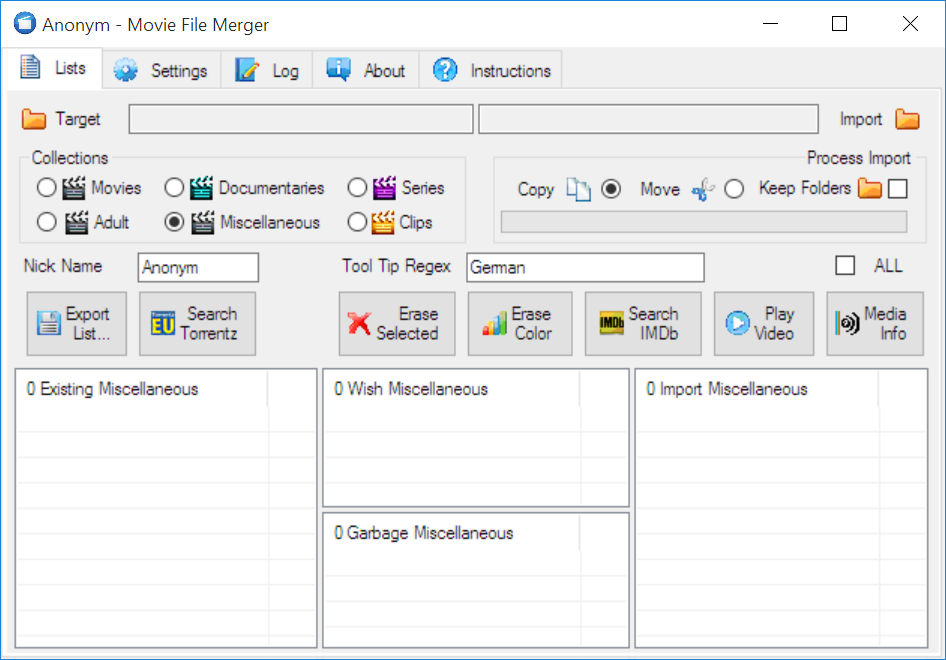 Anonym - Movie File Merger
Lists Settings Log About Instructions
Target Import
Collections Process Import
Movies Documentaries Series Copy Move Keep Folders
Adult Miscellaneous Clips
Nick Name Anonym Tool Tip Regex German ALL
Export List...
EU Search Torrentz
Erase Selected
Erase Color
IMDb Search IMDb
Play Video
Media Info
0 Existing Miscellaneous
0 Wish Miscellaneous
0 Import Miscellaneous
0 Garbage Miscellaneous